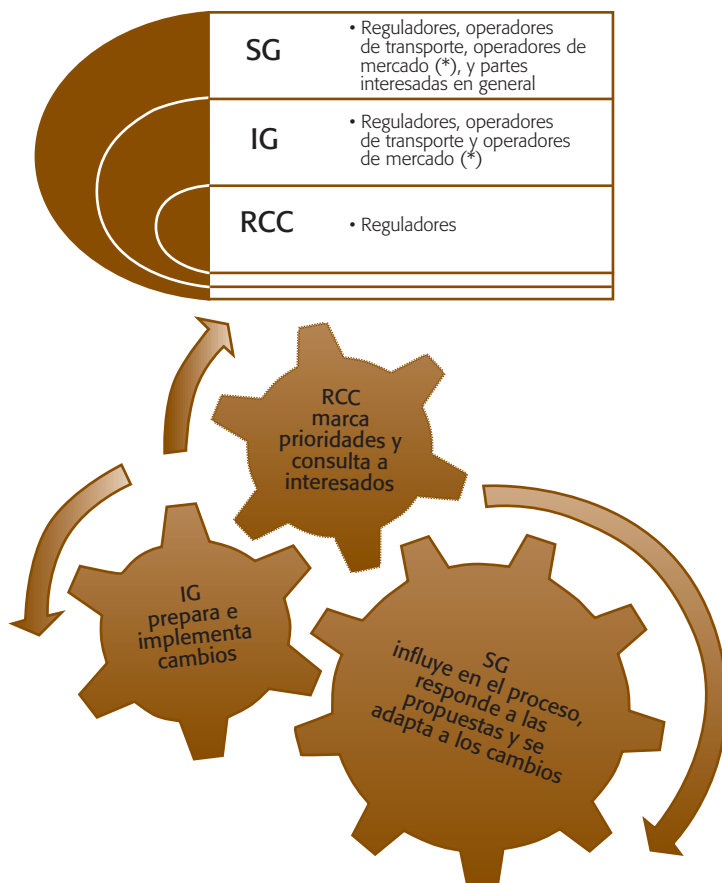 SG
• Reguladores, operadores
de transporte, operadores de
mercado (*), y partes
interesadas en general
IG
• Reguladores, operadores
de transporte y operadores
de mercado (*)
RCC
• Reguladores
RCC
marca
prioridades y
consulta a
interesados
IG
prepara e
implementa
cambios
SG
influye en el proceso,
responde a las
propuestas y se
adapta a los cambios